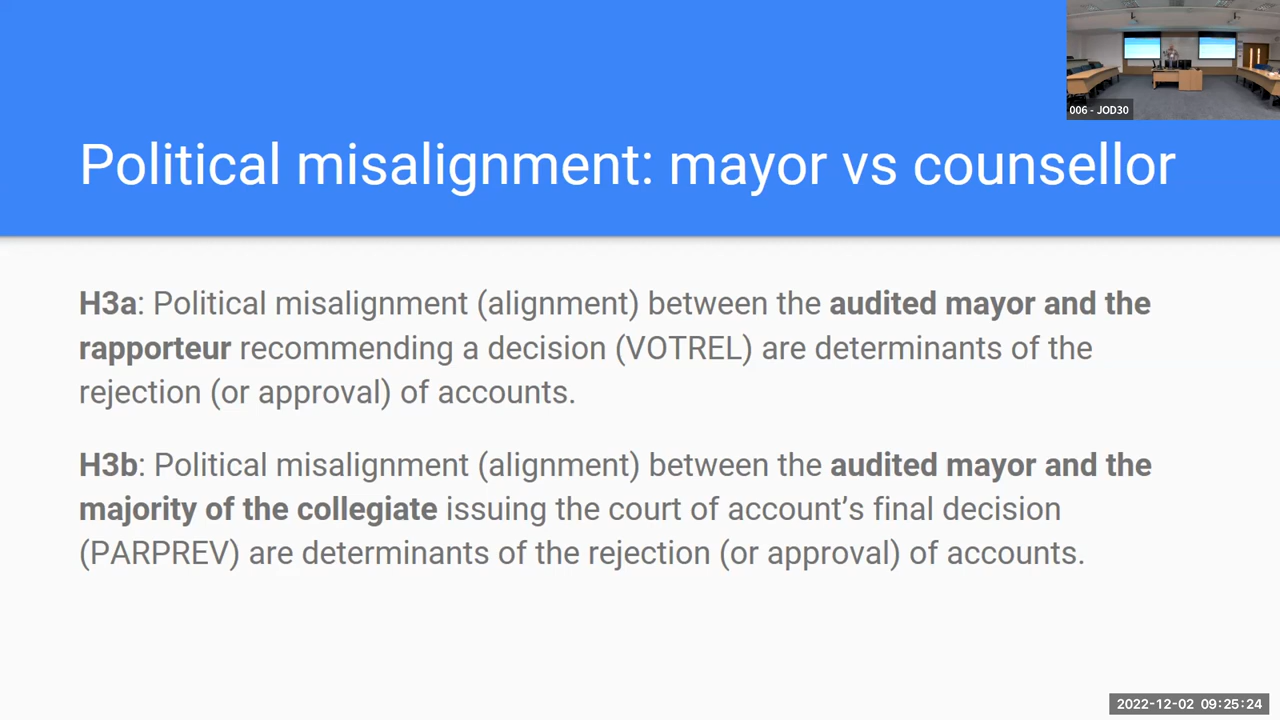 006 - JOD30
Political misalignment: mayor vs counsellor
H3a: Political misalignment (alignment) between the audited mayor and the
rapporteur recommending a decision (VOTREL) are determinants of the
rejection (or approval) of accounts.
H3b: Political misalignment (alignment) between the audited mayor and the
majority of the collegiate issuing the court of account’s final decision
(PARPREV) are determinants of the rejection (or approval) of accounts.
2022-12-02 09:25:24